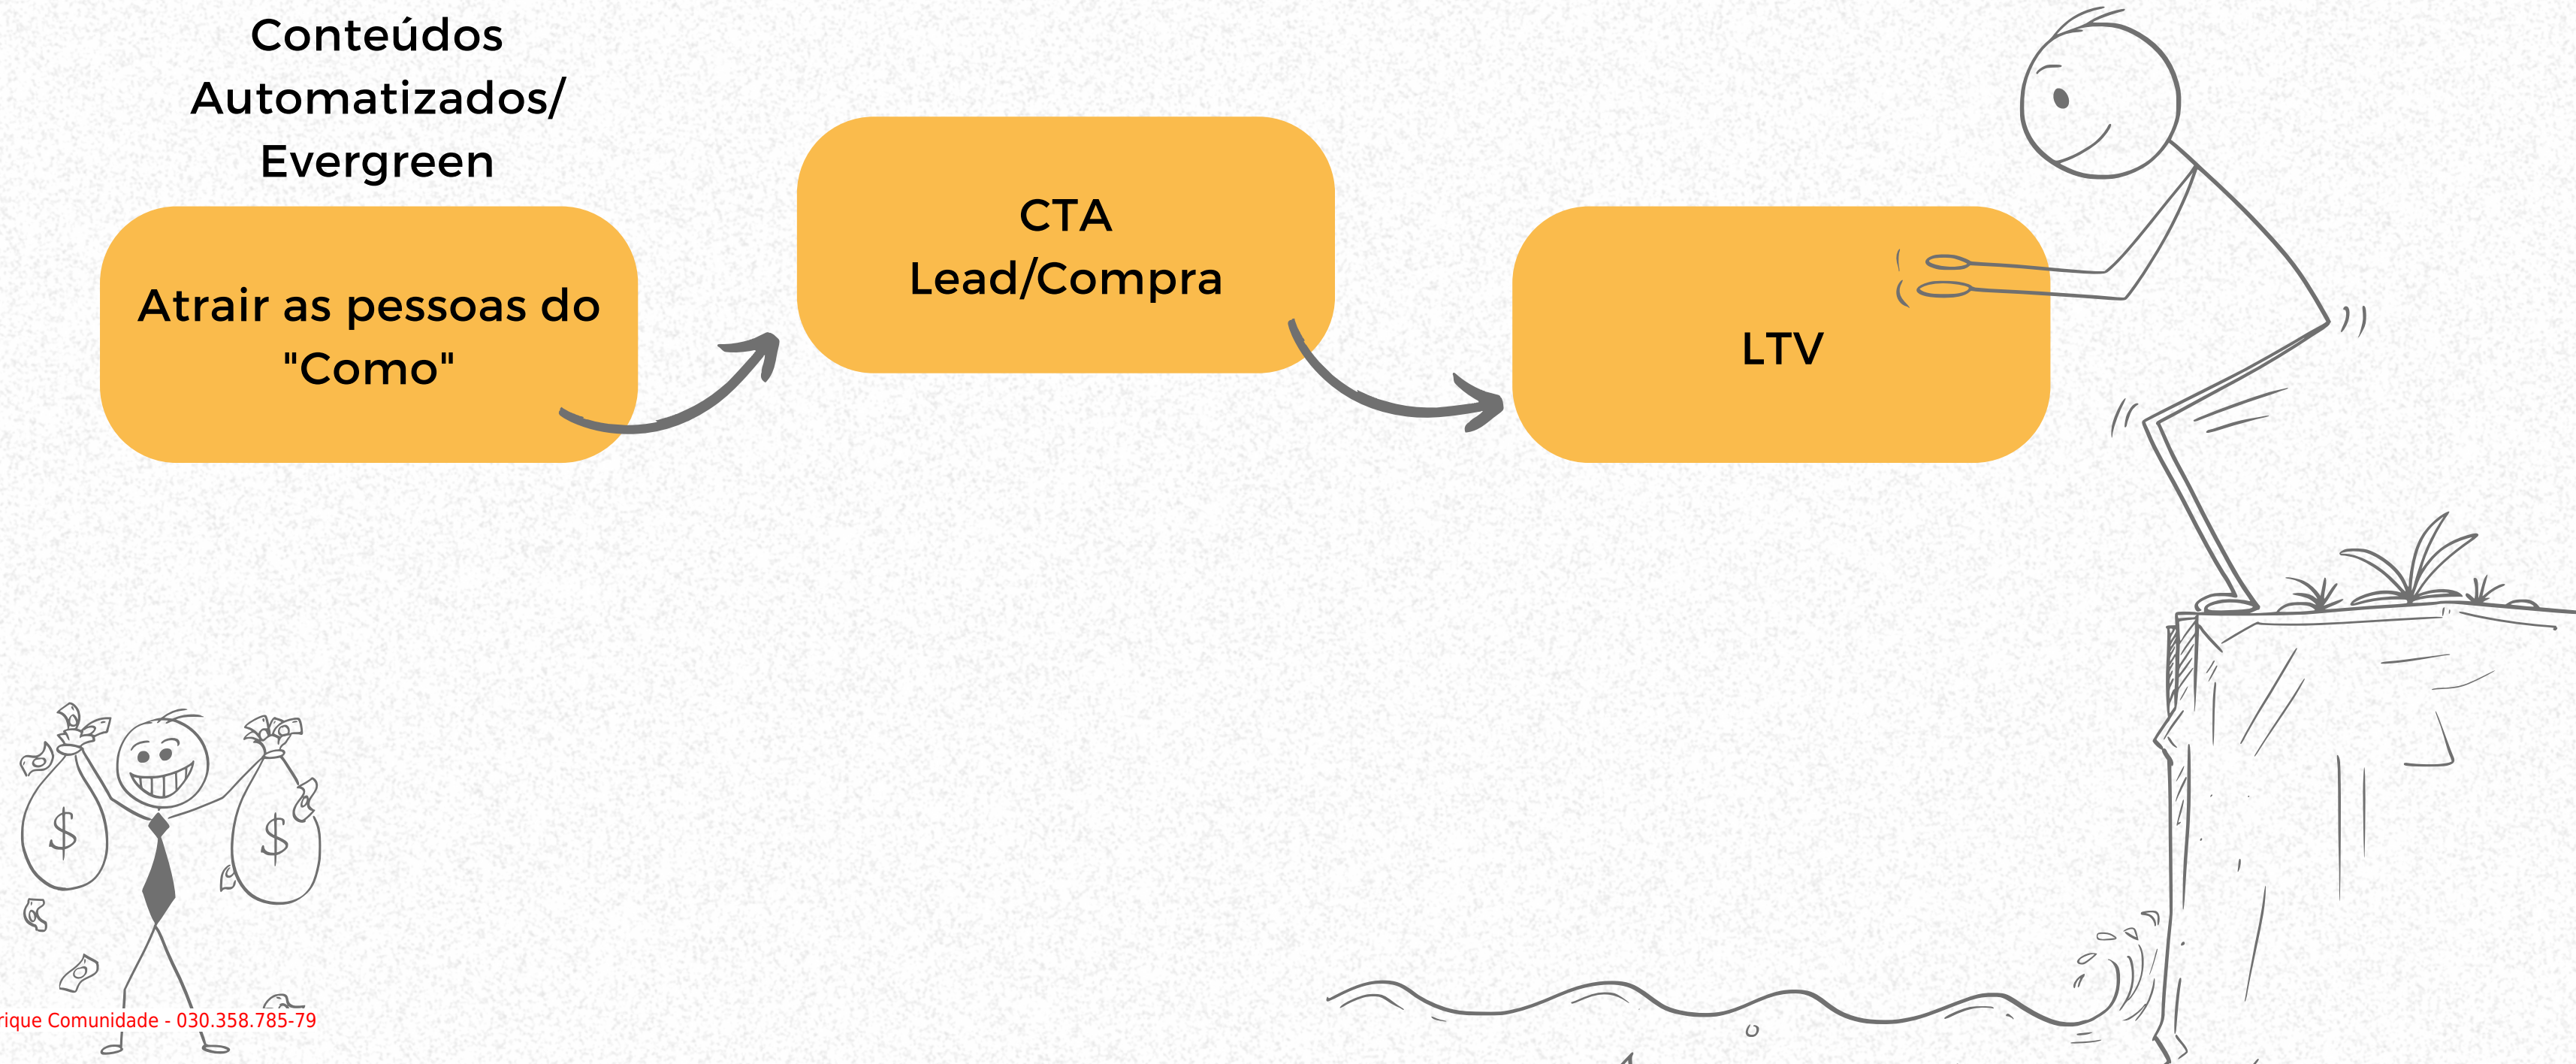 Conteúdos
Automatizados/
Evergreen
Atrair as pessoas do
"Como"
CTA
Lead/Compra
LTV
$
$
rique Comunidade - 030.358.785-79